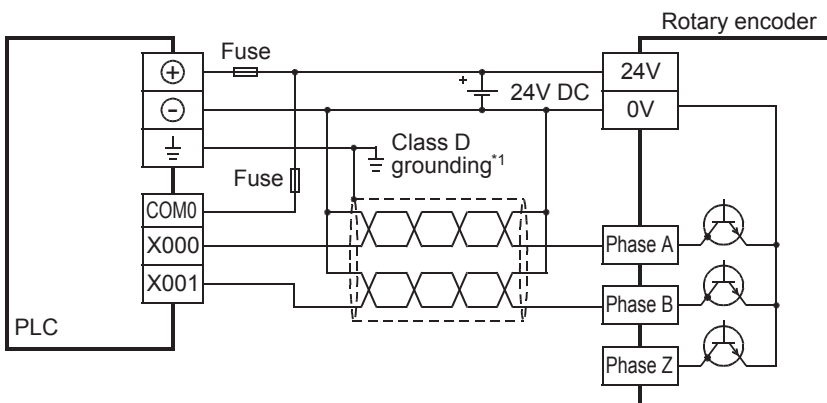 Rotary encoder
Fuse
+
24V
24V DC
0V
Class D
grounding*1
Fuse
COM0
X000
Phase A
X001
Phase B
PLC
Phase Z